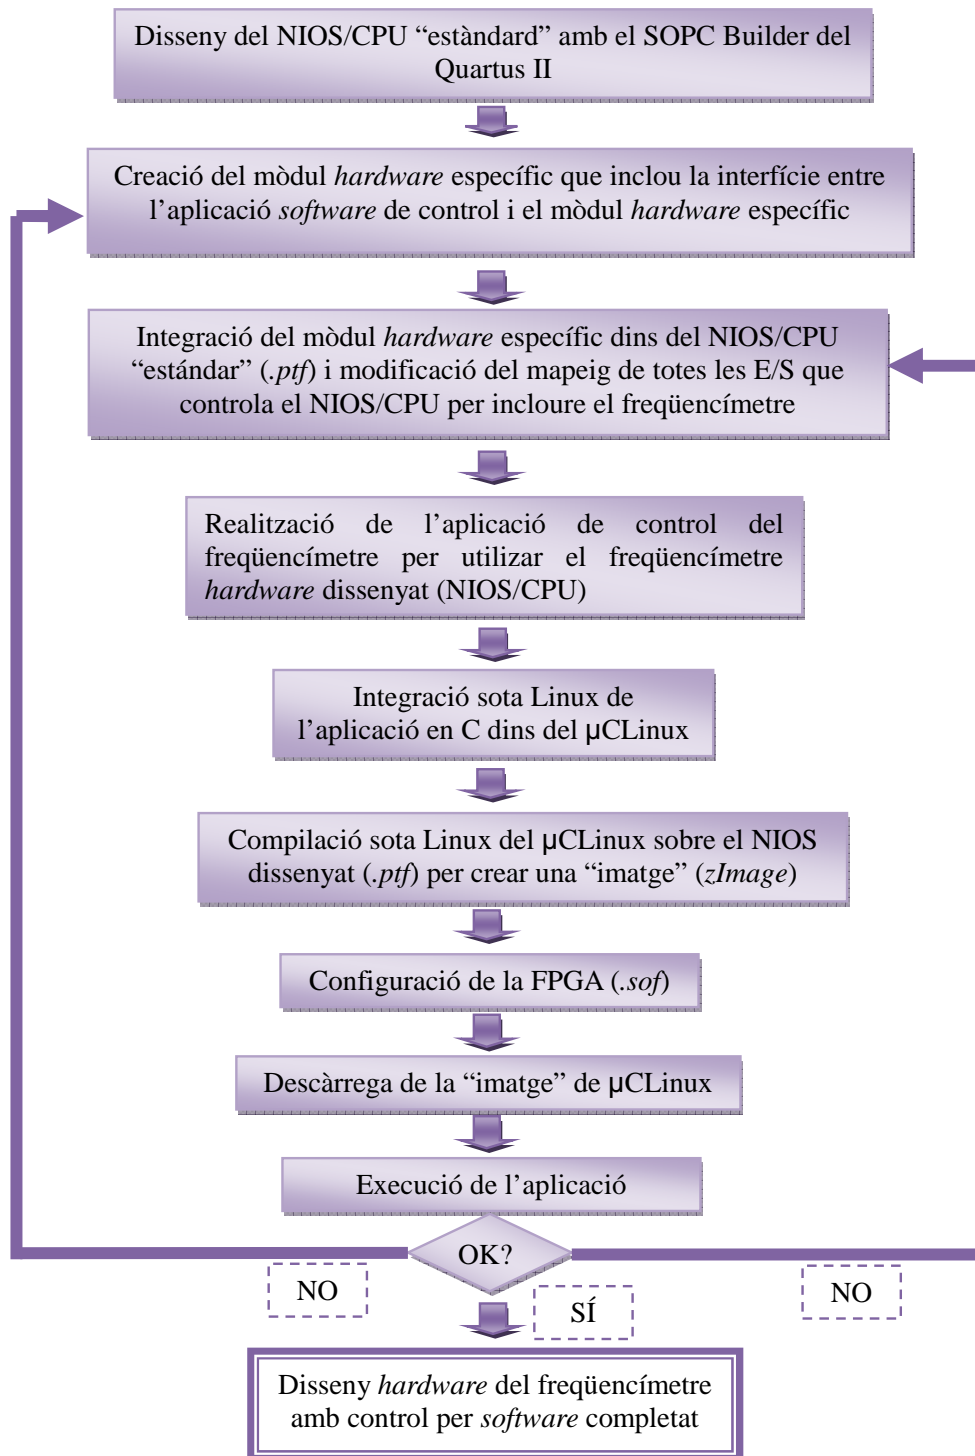 Disseny del NIOS/CPU “estàndard” amb el SOPC Builder del
Quartus II
Creació del mòdul hardware específic que inclou la interfície entre
l’aplicació software de control i el mòdul hardware específic
Integració del mòdul hardware específic dins del NIOS/CPU
“estándar” (.ptf) i modificació del mapeig de totes les E/S que
controla el NIOS/CPU per incloure el freqüencímetre
Realització de l’aplicació de control del
freqüencímetre per utilizar el freqüencímetre
hardware dissenyat (NIOS/CPU)
Integració sota Linux de
l’aplicació en C dins del µCLinux
Compilació sota Linux del µCLinux sobre el NIOS
dissenyat (.ptf) per crear una “imatge” (zImage)
Configuració de la FPGA (.sof)
Descàrrega de la “imatge” de µCLinux
Execució de l’aplicació
OK?
NO
SÍ
NO
Disseny hardware del freqüencímetre
amb control per software completat